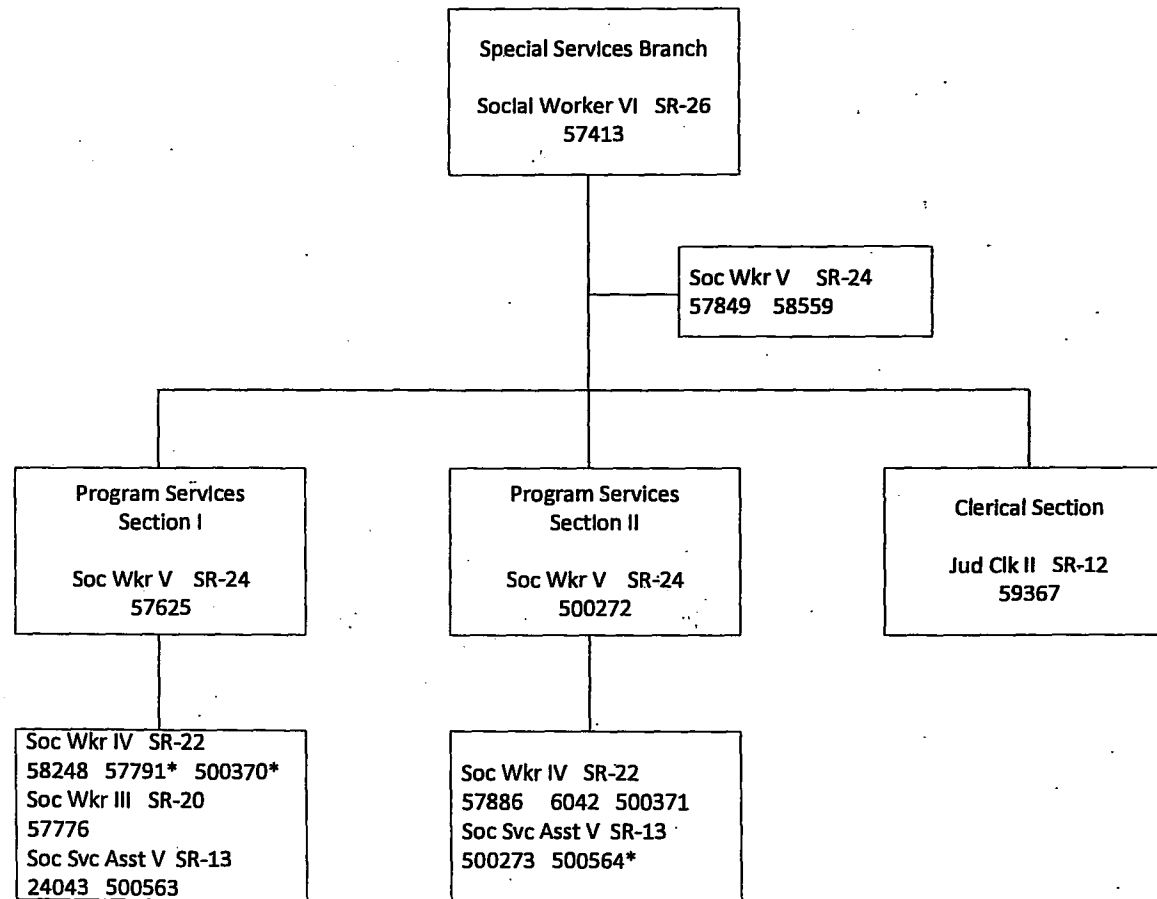 Special Services Branch
Social Worker VI SR-26
57413
Soc Wkr V SR-24
57849 58559
Program Services
Section I
Soc Wkr V SR-24
57625
Program Services
Section II
Soc Wkr V SR-24
500272
Clerical Section
Jud Clk II SR-12
59367
Soc Wkr IV SR-22
58248 57791* 500370*
Soc Wkr III SR-20
57776
Soc Svc Asst V SR-13
24043 500563
Soc Wkr IV SR-22
57886 6042 500371
Soc Svc Asst V SR-13
500273 500564*